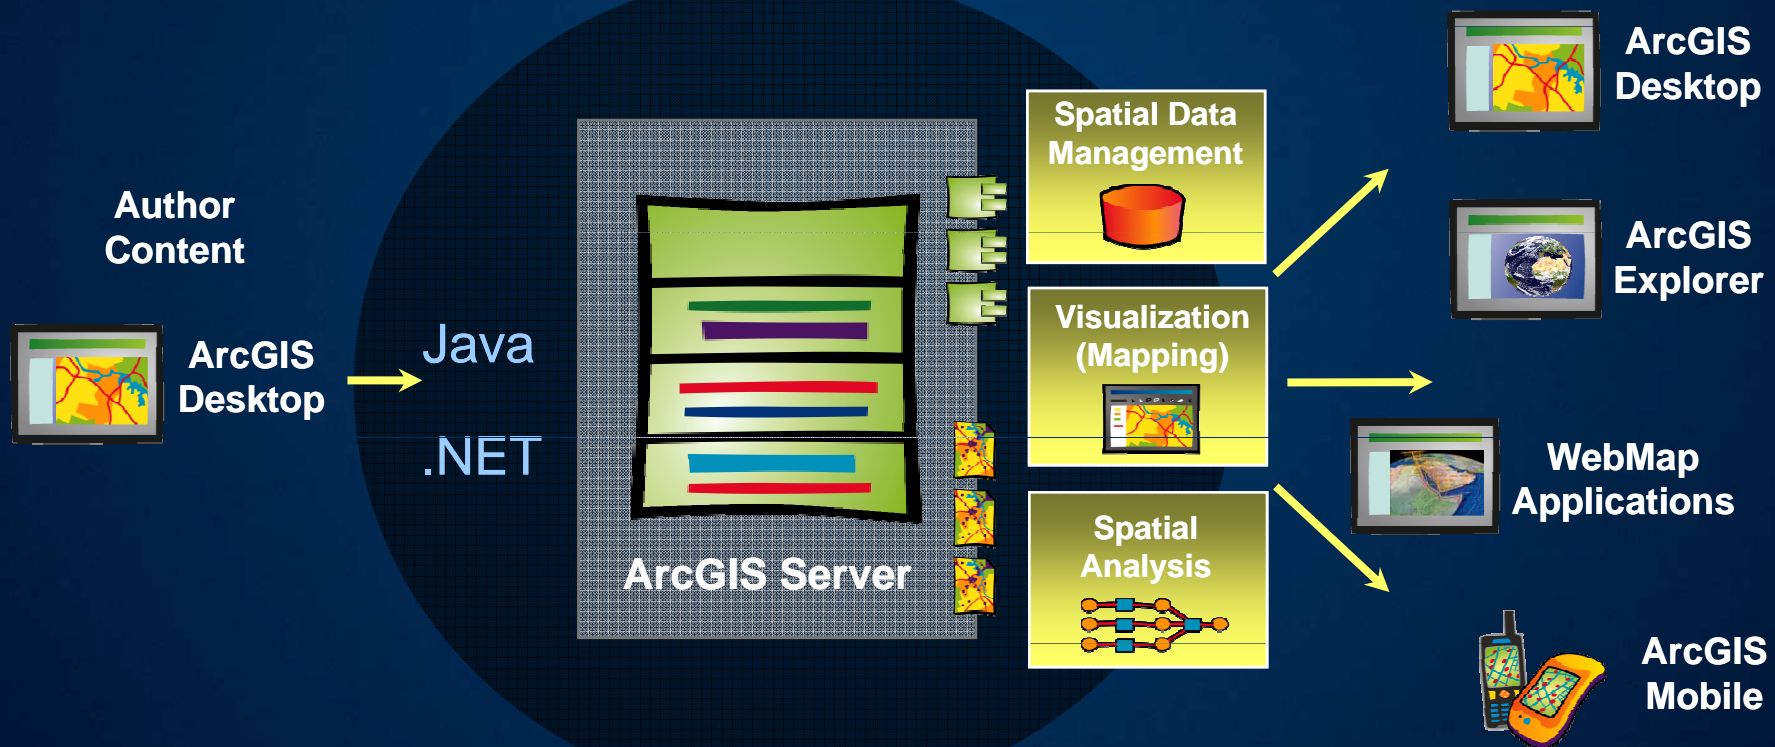 Author
Content
ArcGIS
Desktop
Java
.NET
ArcGIS Server
Spatial Data
Management
Visualization
(Mapping)
Spatial
Analysis
ArcGIS
Desktop
ArcGIS
Explorer
WebMap
Applications
ArcGIS
Mobile